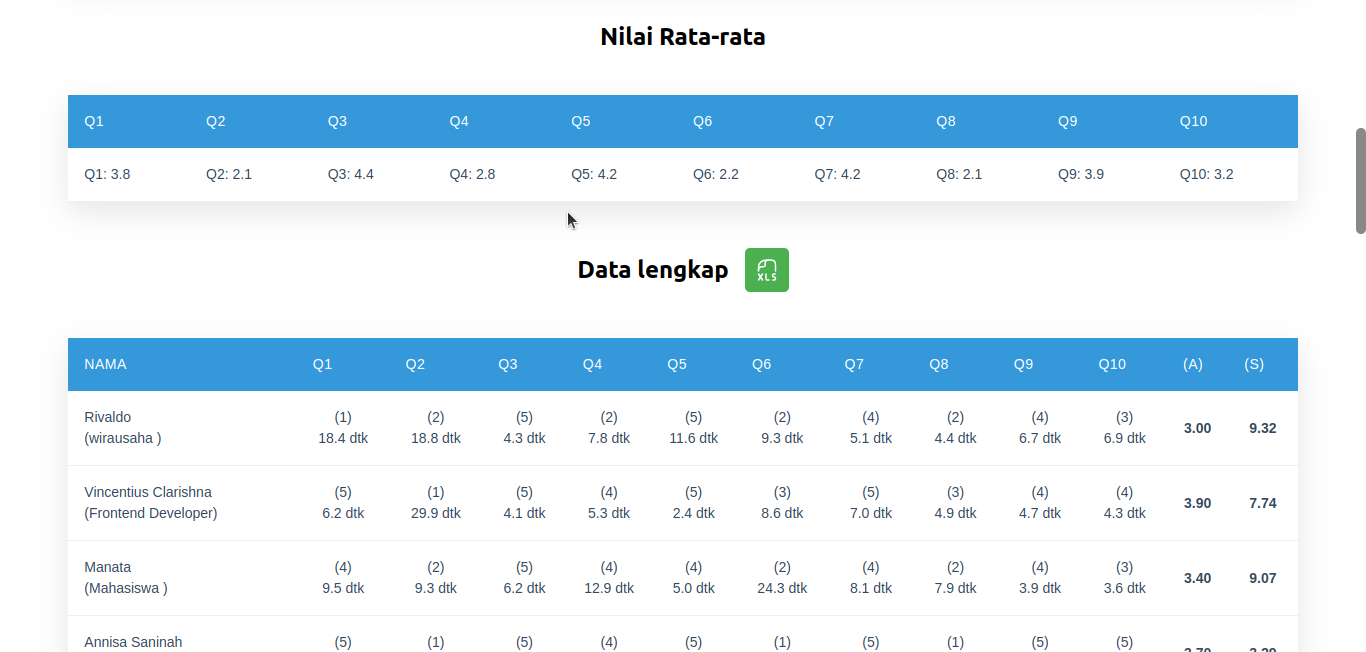 Nilai Rata-rata
Q1 Q2 Q3 Q4 Q5 Q6 Q7 Q8 Q9 Q10
Q1: 3.8 Q2: 2.1 Q3: 4.4 Q4: 2.8 Q5: 4.2 Q6: 2.2 Q7: 4.2 Q8: 2.1 Q9: 3.9 Q10: 3.2
Data lengkap XLS
NAMA Q1 Q2 Q3 Q4 Q5 Q6 Q7 Q8 Q9 Q10 (A) (S)
Rivaldo (1) (2) (5) (2) (5) (2) (4) (2) (4) (3)
(wirausaha ) 18.4 dtk 18.8 dtk 4.3 dtk 7.8 dtk 11.6 dtk 9.3 dtk 5.1 dtk 4.4 dtk 6.7 dtk 6.9 dtk 3.00 9.32
Vincentius Clarishna (5) (1) (5) (4) (5) (3) (5) (3) (4) (4)
(Frontend Developer) 6.2 dtk 29.9 dtk 4.1 dtk 5.3 dtk 2.4 dtk 8.6 dtk 7.0 dtk 4.9 dtk 4.7 dtk 4.3 dtk 3.90 7.74
Manata (4) (2) (5) (4) (4) (2) (4) (2) (4) (3)
(Mahasiswa ) 9.5 dtk 9.3 dtk 6.2 dtk 12.9 dtk 5.0 dtk 24.3 dtk 8.1 dtk 7.9 dtk 3.9 dtk 3.6 dtk 3.40 9.07
Annisa Saninah (5) (1) (5) (4) (5) (1) (5) (1) (5) (5)